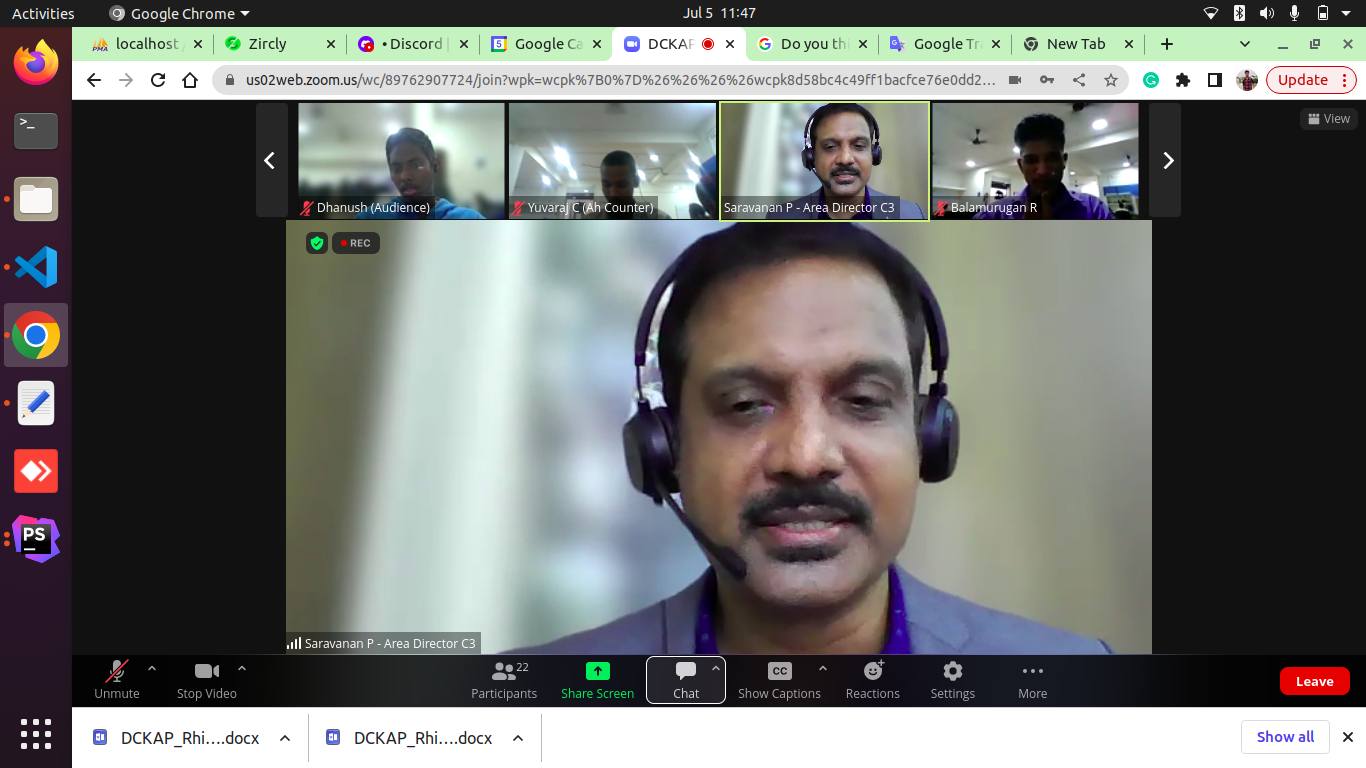 Activities
Google Chrome
Jul 5 11:47
localhost /
Zircly
• Discord |
Google Ca
DCKAP
Do you thi
Google Tra
New Tab
us02web.zoom.us/wc/89762907724/join?wpk=wcpk%7B0%7D%26%26%26%26wcpk8d58bc4c49ff1bacfce76e0dd2...
Update
View
Dhanush (Audience)
Yuvaraj C (Ah Counter)
Saravanan P - Area Director C3
Balamurugan R
REC
Saravanan P - Area Director C3
Unmute
Stop Video
22
Participants
Share Screen
Chat
CC
Show Captions
Reactions
Settings
More
Leave
PS
DCKAP_Rhi....docx
DCKAP_Rhi....docx
Show all